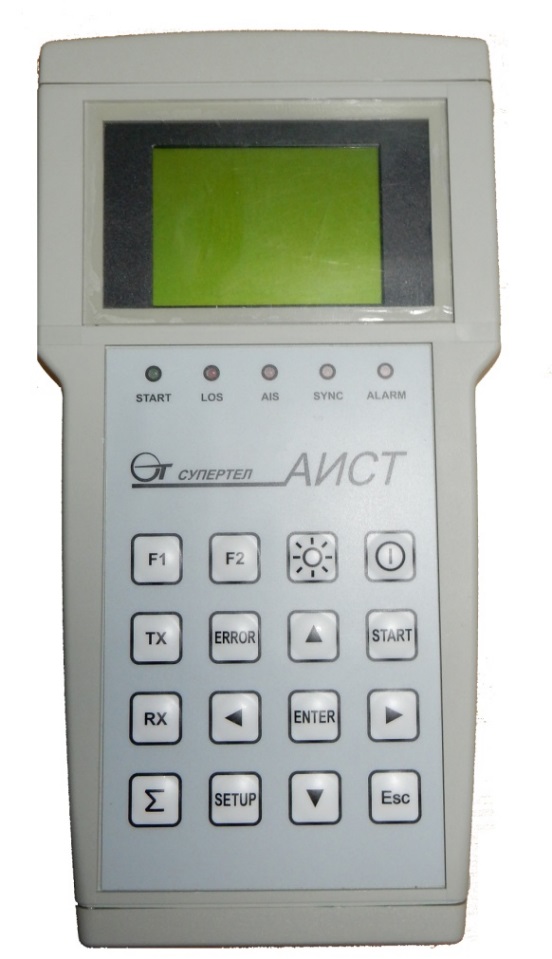 START LOS AIS SYNC ALARM
СУПЕРТЕЛ АИСТ
F1 F2
TX ERROR START
RX ENTER
Σ SETUP Esc